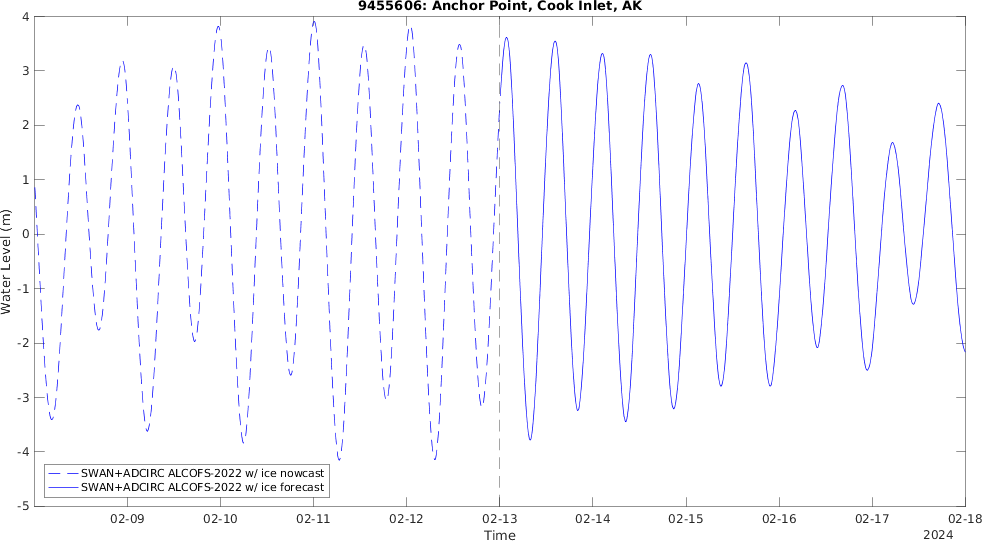 9455606: Anchor Point, Cook Inlet, AK
Water Level (m)
4
3
2
1
0
-1
-2
-3
-4
-5
SWAN+ADCIRC ALCOFS-2022 w/ ice nowcast
SWAN+ADCIRC ALCOFS-2022 w/ ice forecast
02-09 02-10 02-11 02-12 02-13 02-14 02-15 02-16 02-17 02-18
Time
2024